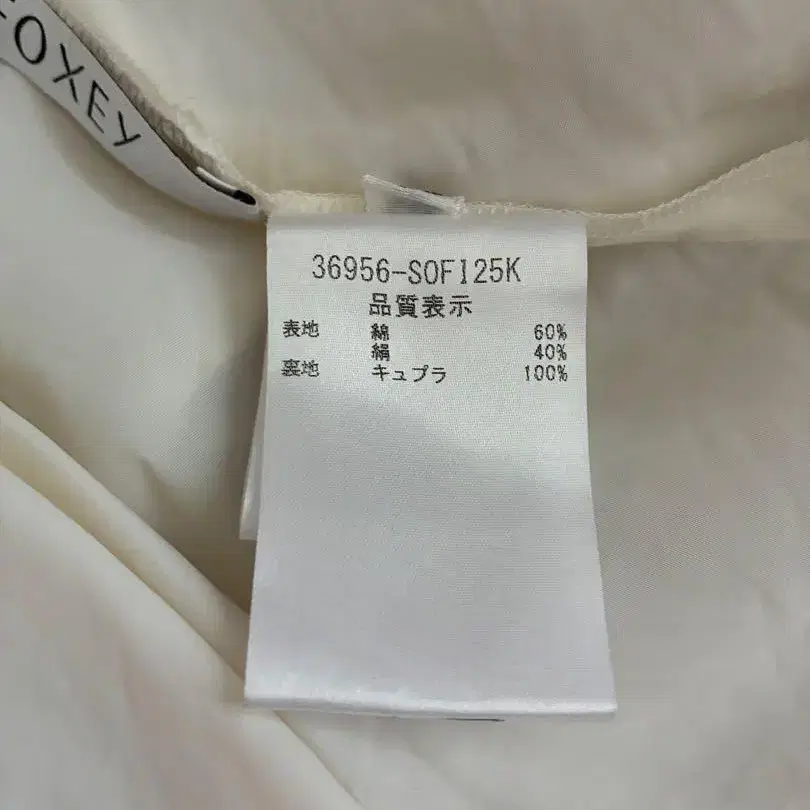 FOXEY
36956-SOFI25K
品質表示
表地 綿 60%
絹 40%
裏地 キュプラ 100%